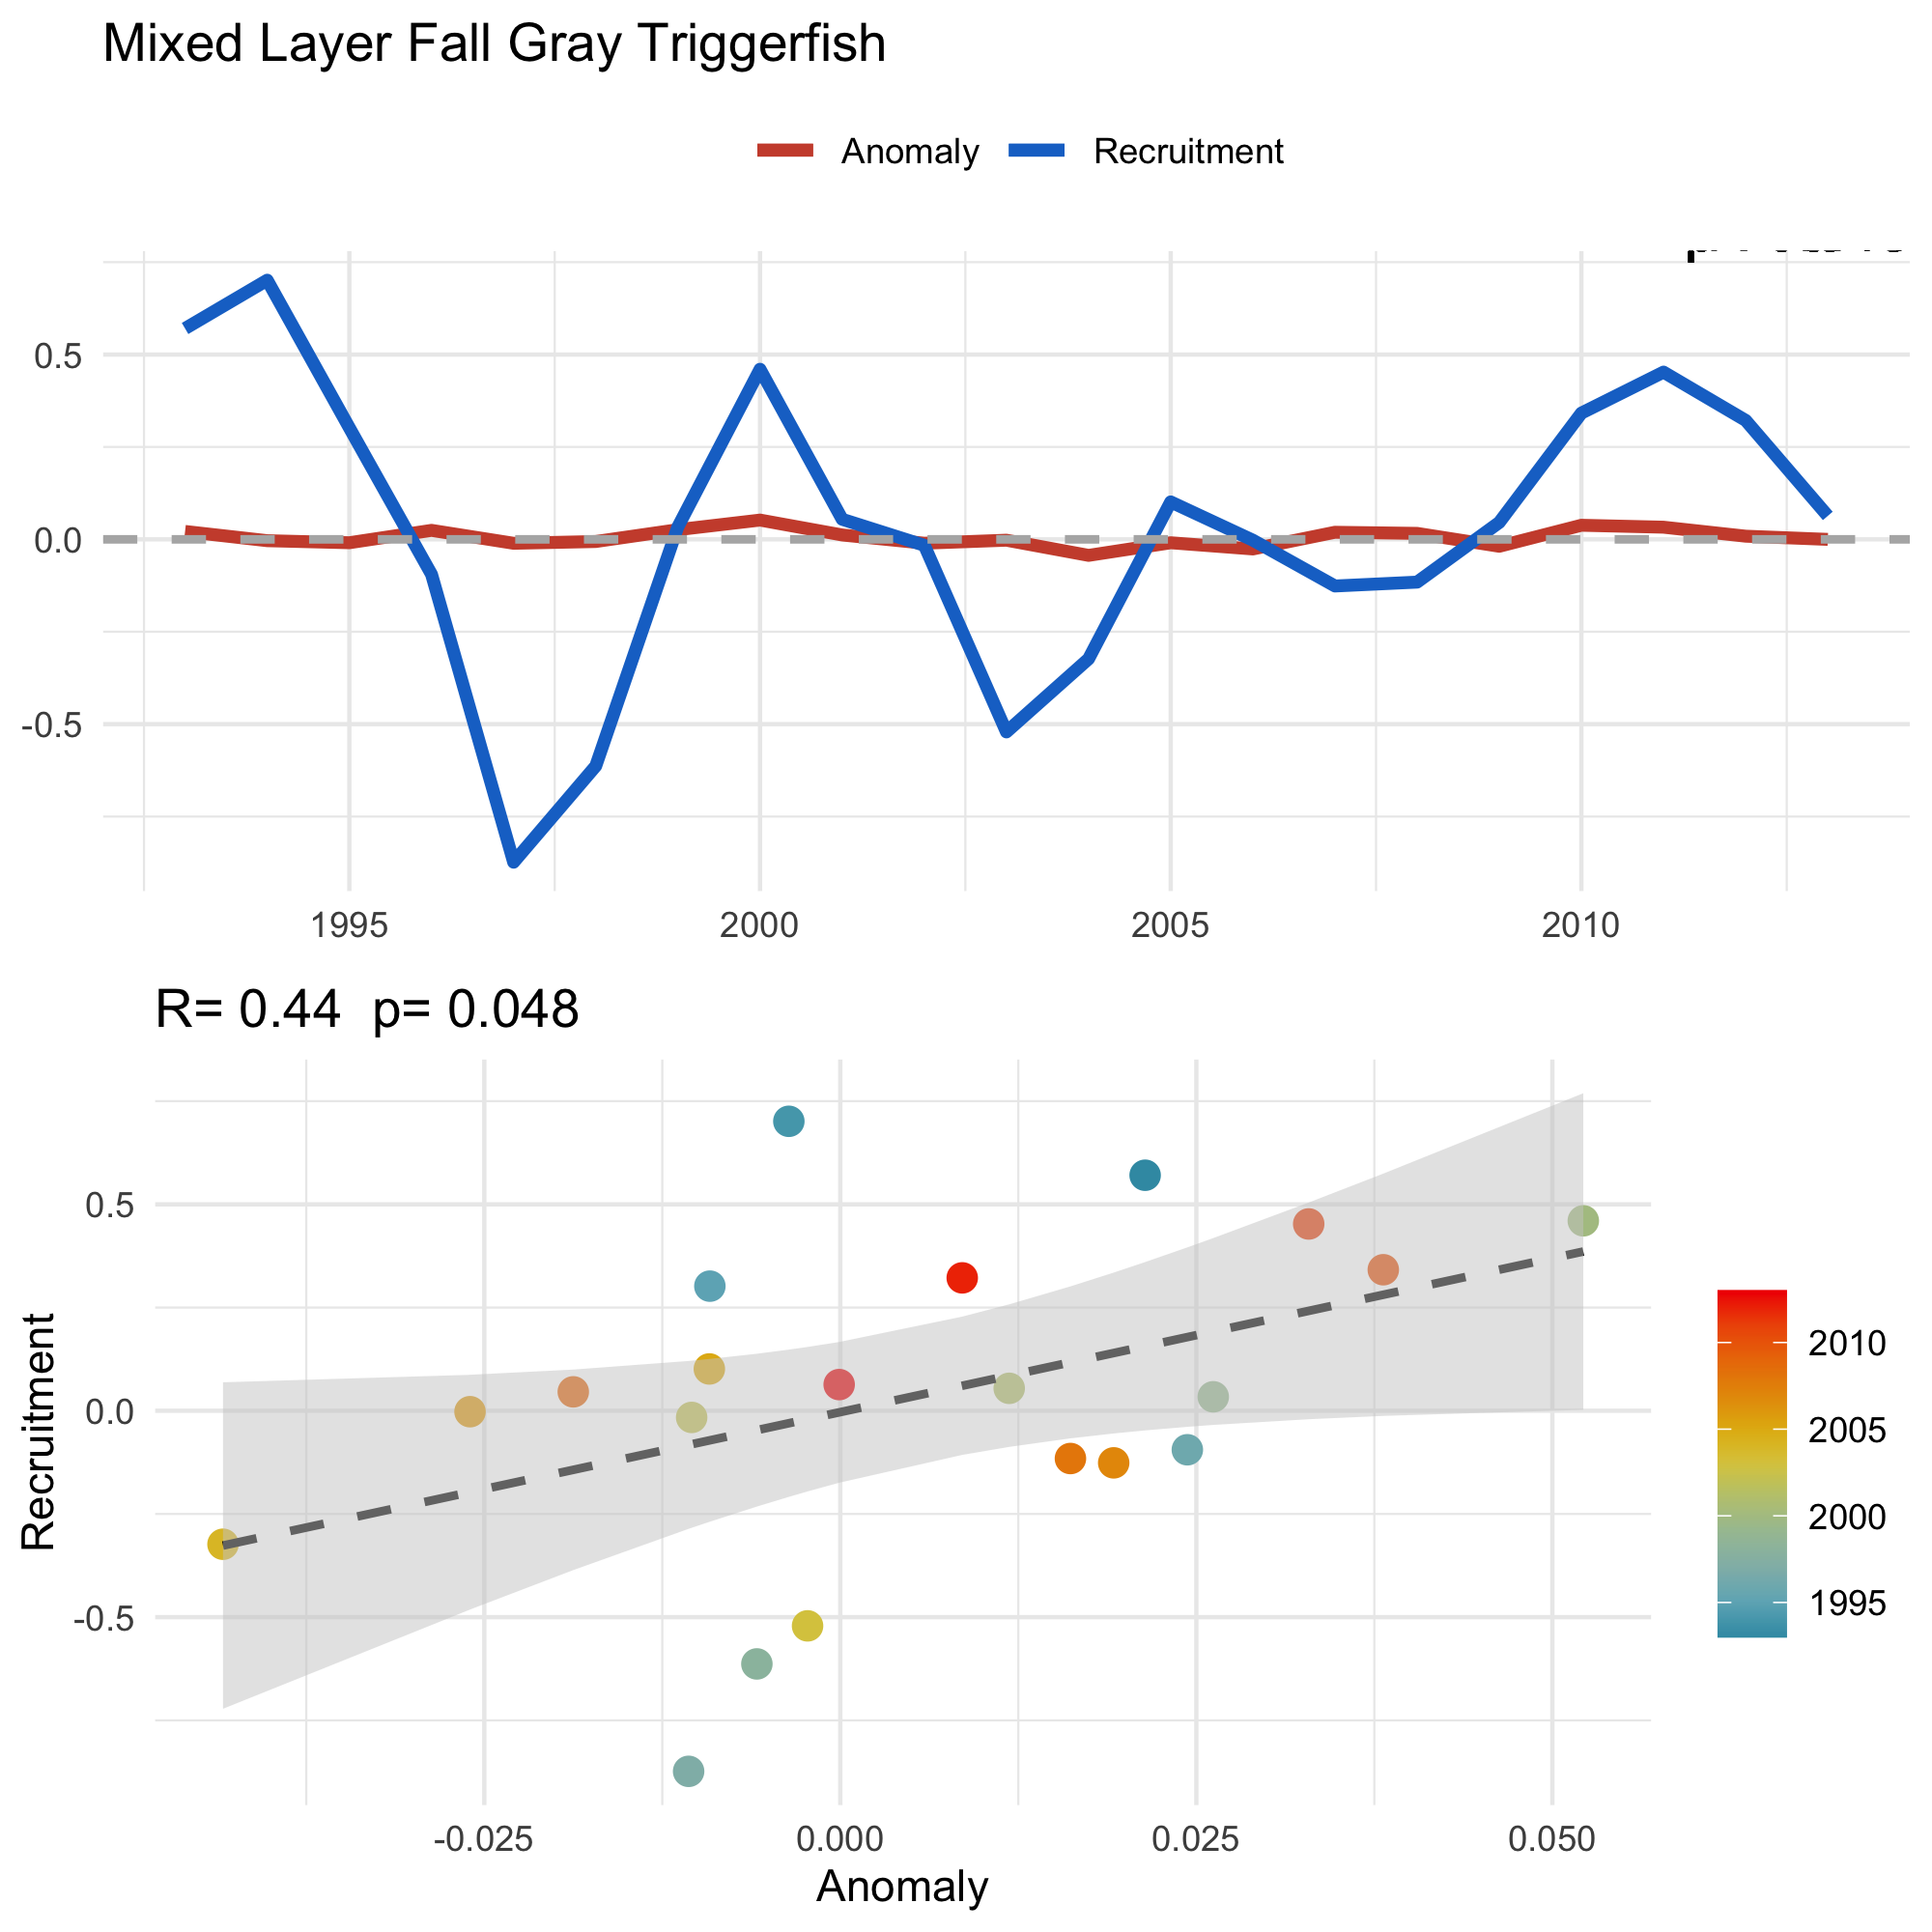 Mixed Layer Fall Gray Triggerfish
Anomaly Recruitment
0.5
0.0
-0.5
1995 2000 2005 2010
R= 0.44 p= 0.048
Recruitment
0.5
0.0
-0.5
-0.025 0.000 0.025 0.050
Anomaly
2010
2005
2000
1995